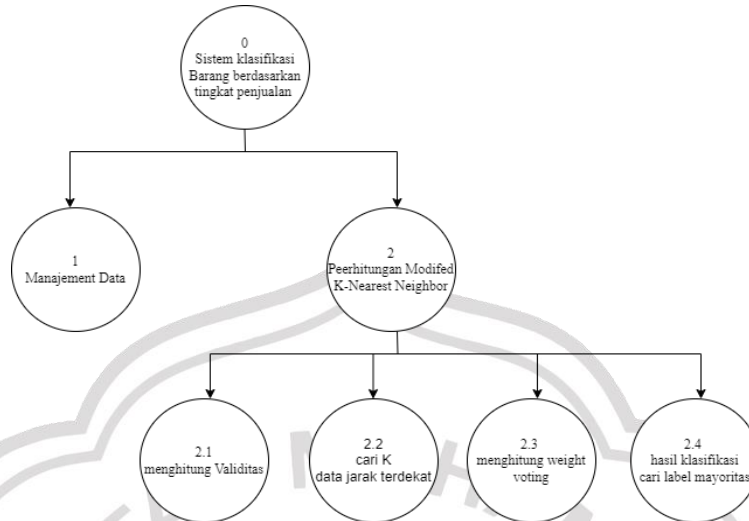 0
Sistem klasifikasi
Barang berdasarkan
tingkat penjualan
1
Manajement Data
2
Peerhitungan Modifed
K-Nearest Neighbor
2.1
menghitung Validitas
2.2
cari K
data jarak terdekat
2.3
menghitung weight
voting
2.4
hasil klasifikasi
cari label mayoritas